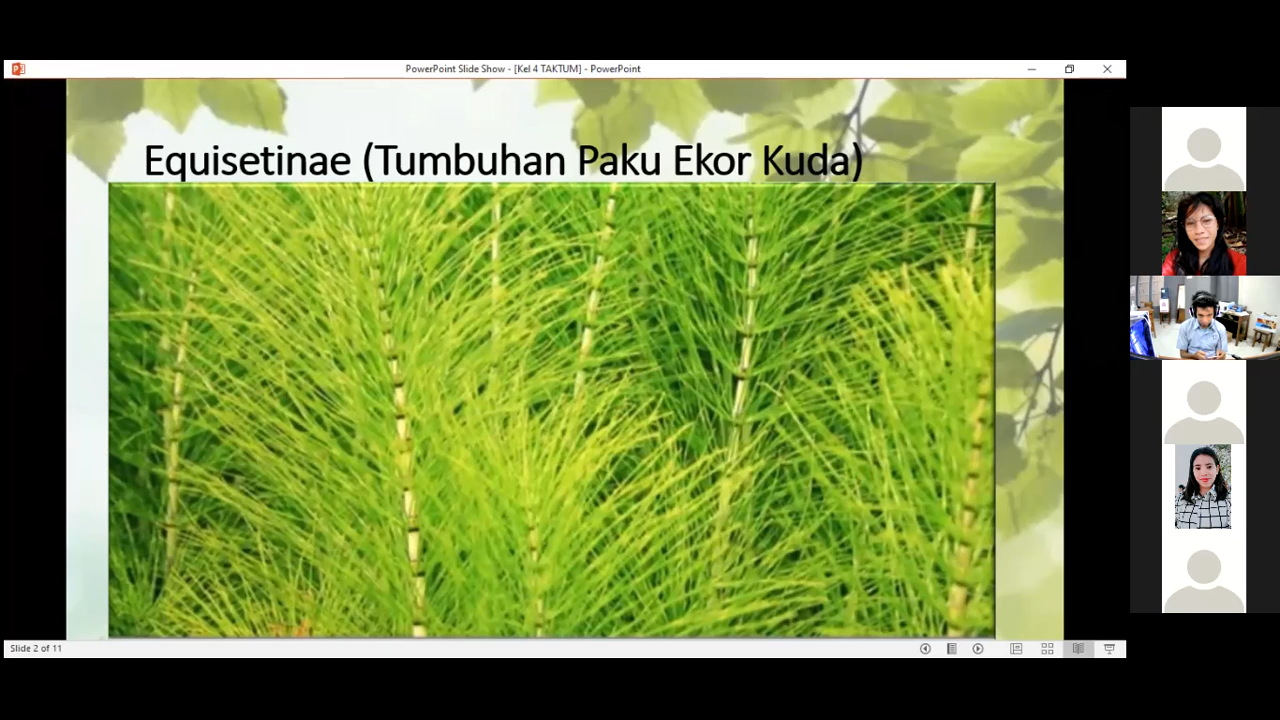 PowerPoint Slide Show - [Kel 4 TAKTUM] - PowerPoint
Equisetinae (Tumbuhan Paku Ekor Kuda)
Slide 2 of 11